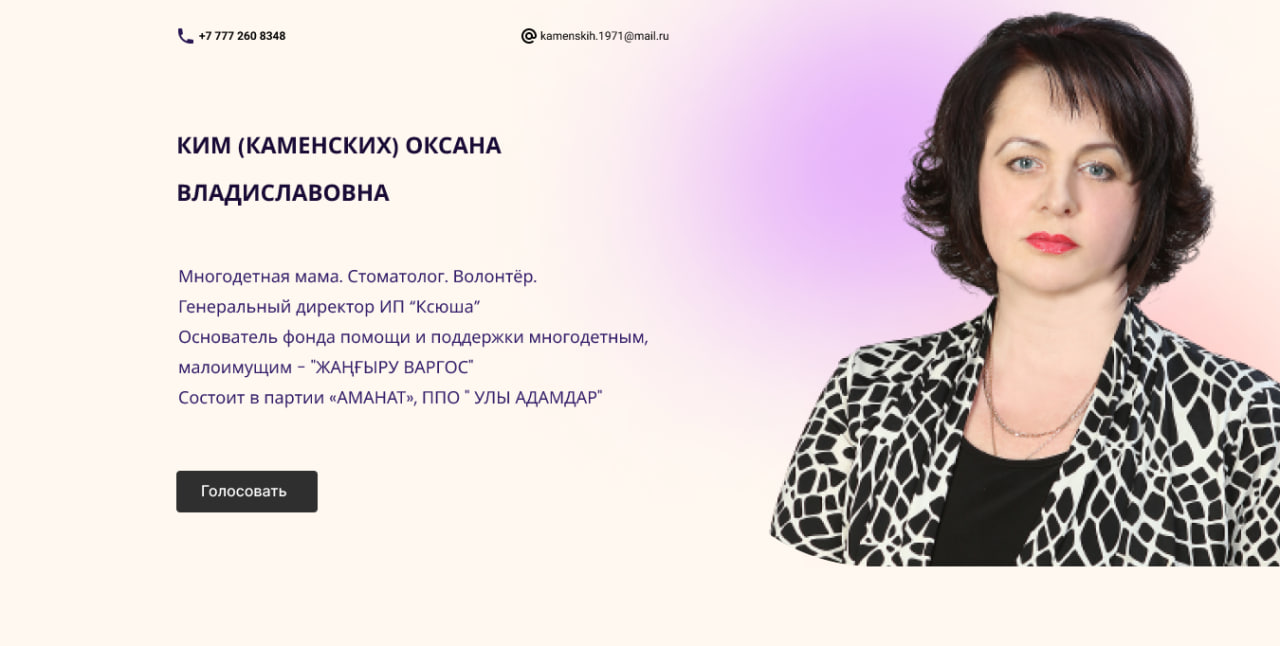 +7 777 260 8348
kamenskih.1971@mail.ru
КИМ (КАМЕНСКИХ) ОКСАНА
ВЛАДИСЛАВОВНА
Многодетная мама. Стоматолог. Волонтёр.
Генеральный директор ИП “Ксюша”
Основатель фонда помощи и поддержки многодетным,
малоимущим – "ЖАҢҒЫРУ ВАРГОС"
Состоит в партии «АМАНАТ», ППО " УЛЫ АДАМДАР"
Голосовать